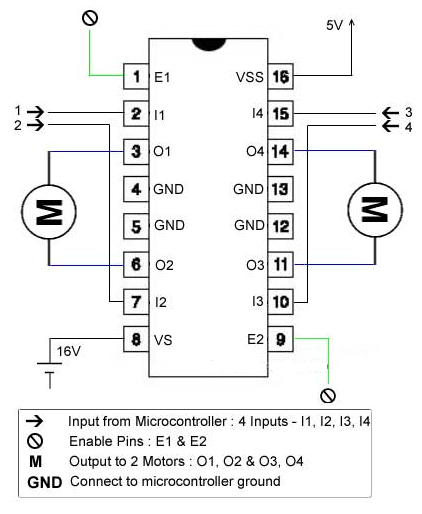 5V
1 E1 VSS 16
1 2 I1 I4 15 3
2 4
3 O1 O4 14
4 GND GND 13
M M
5 GND GND 12
6 O2 O3 11
7 I2 I3 10
8 VS E2 9
16V
Input from Microcontroller : 4 Inputs - I1, I2, I3, I4
Enable Pins : E1 & E2
M Output to 2 Motors : O1, O2 & O3, O4
GND Connect to microcontroller ground